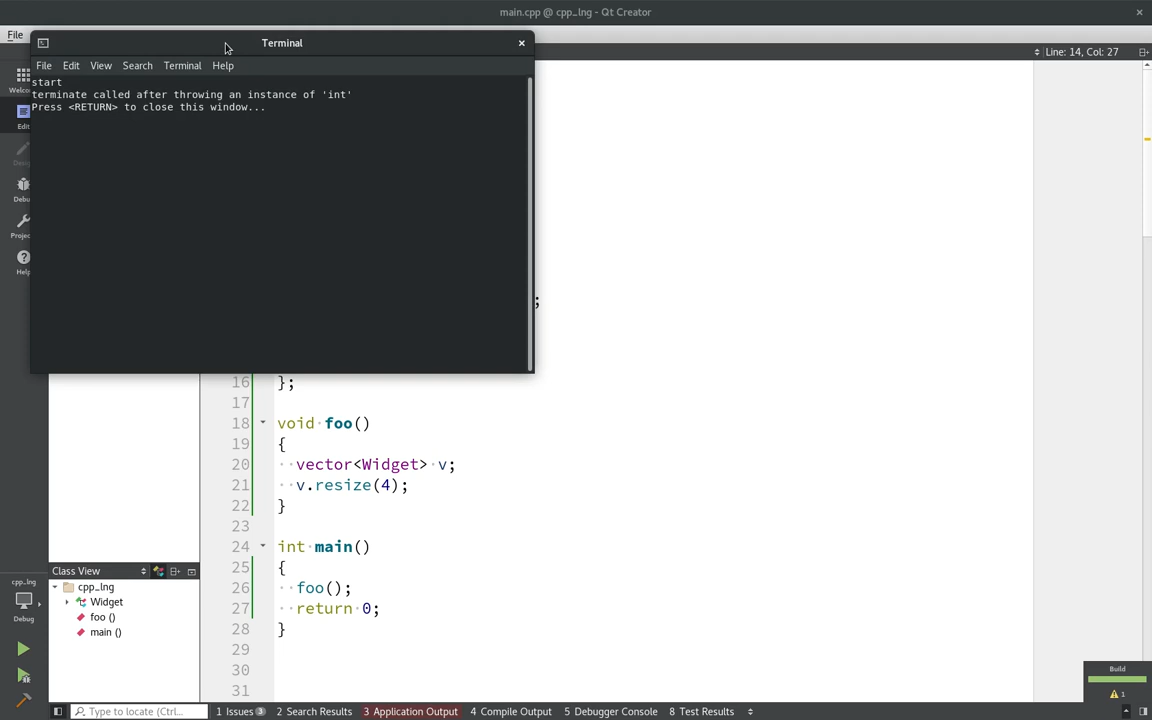 main.cpp @ cpp_lng - Qt Creator
File
Terminal
Line: 14, Col: 27
File Edit View Search Terminal Help
start
terminate called after throwing an instance of 'int'
Press <RETURN> to close this window...
Edit
Help
;
16 };
17
18 void foo()
19 {
20 vector<Widget> v;
21 v.resize(4);
22 }
23
24 int main()
25 {
26 foo();
27 return 0;
28 }
29
30
31
Class View
cpp_lng
Widget
foo ()
main ()
cpp_lng
Debug
Build
1
Type to locate (Ctrl...
1 Issues 3 2 Search Results 3 Application Output 4 Compile Output 5 Debugger Console 8 Test Results